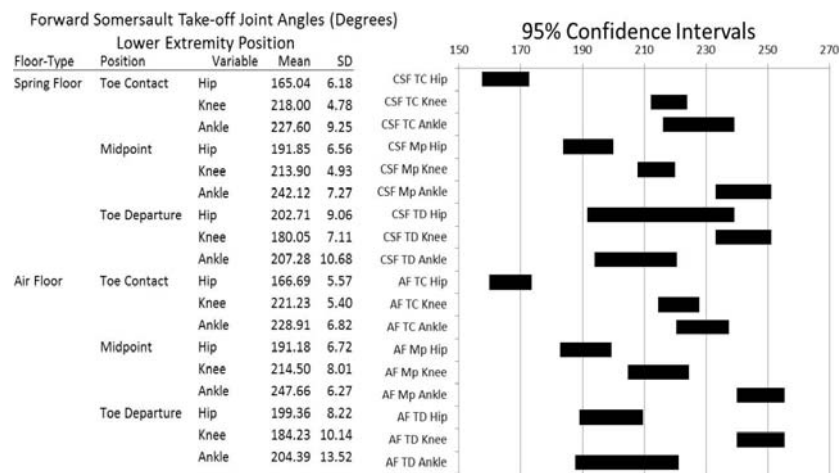 Forward Somersault Take-off Joint Angles (Degrees)
Lower Extremity Position
Floor-Type Position Variable Mean SD
Spring Floor Toe Contact Hip 165.04 6.18
Knee 218.00 4.78
Ankle 227.60 9.25
Midpoint Hip 191.85 6.56
Knee 213.90 4.93
Ankle 242.12 7.27
Toe Departure Hip 202.71 9.06
Knee 180.05 7.11
Ankle 207.28 10.68
Air Floor Toe Contact Hip 166.69 5.57
Knee 221.23 5.40
Ankle 228.91 6.82
Midpoint Hip 191.18 6.72
Knee 214.50 8.01
Ankle 247.66 6.27
Toe Departure Hip 199.36 8.22
Knee 184.23 10.14
Ankle 204.39 13.52
95% Confidence Intervals
150 170 190 210 230 250 270
CSF TC Hip
CSF TC Knee
CSF TC Ankle
CSF Mp Hip
CSF Mp Knee
CSF Mp Ankle
CSF TD Hip
CSF TD Knee
CSF TD Ankle
AF TC Hip
AF TC Knee
AF TC Ankle
AF Mp Hip
AF Mp Knee
AF Mp Ankle
AF TD Hip
AF TD Knee
AF TD Ankle